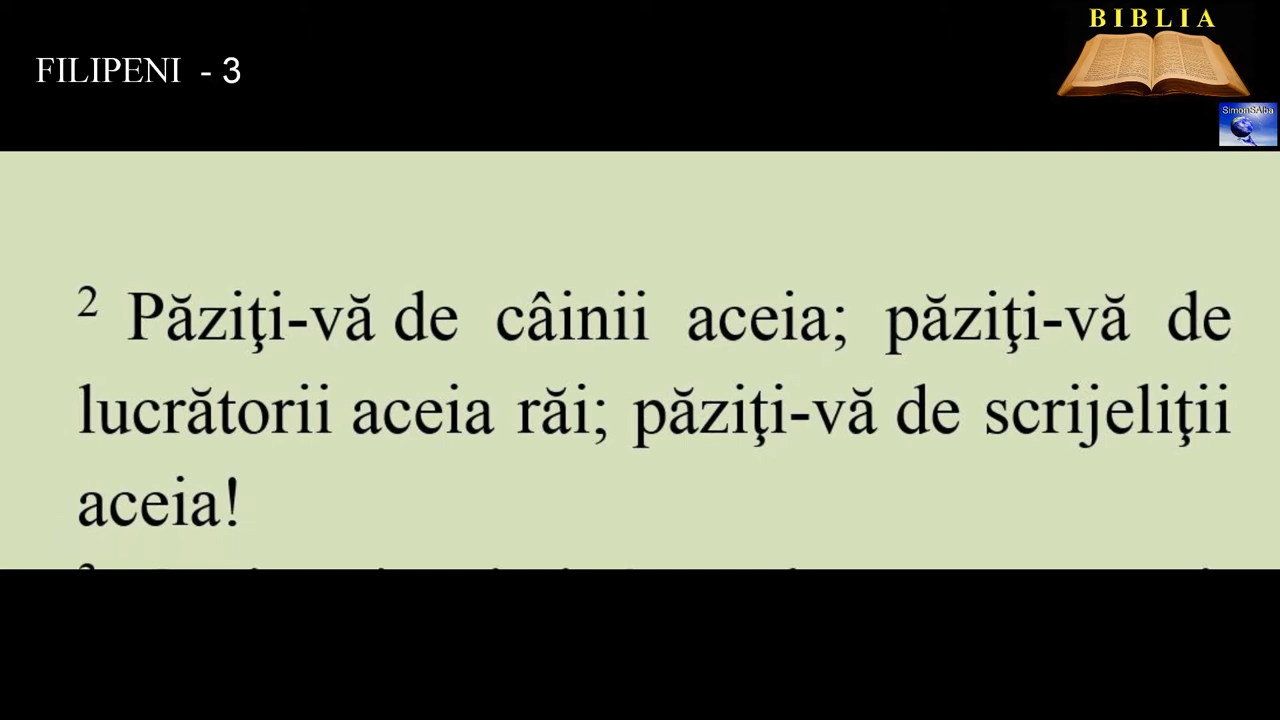 BIBLIA
FILIPENI - 3
SimonSAlba
2 Păziţi-vă de câinii aceia; păziţi-vă de
lucrătorii aceia răi; păziţi-vă de scrijeliţii
aceia!